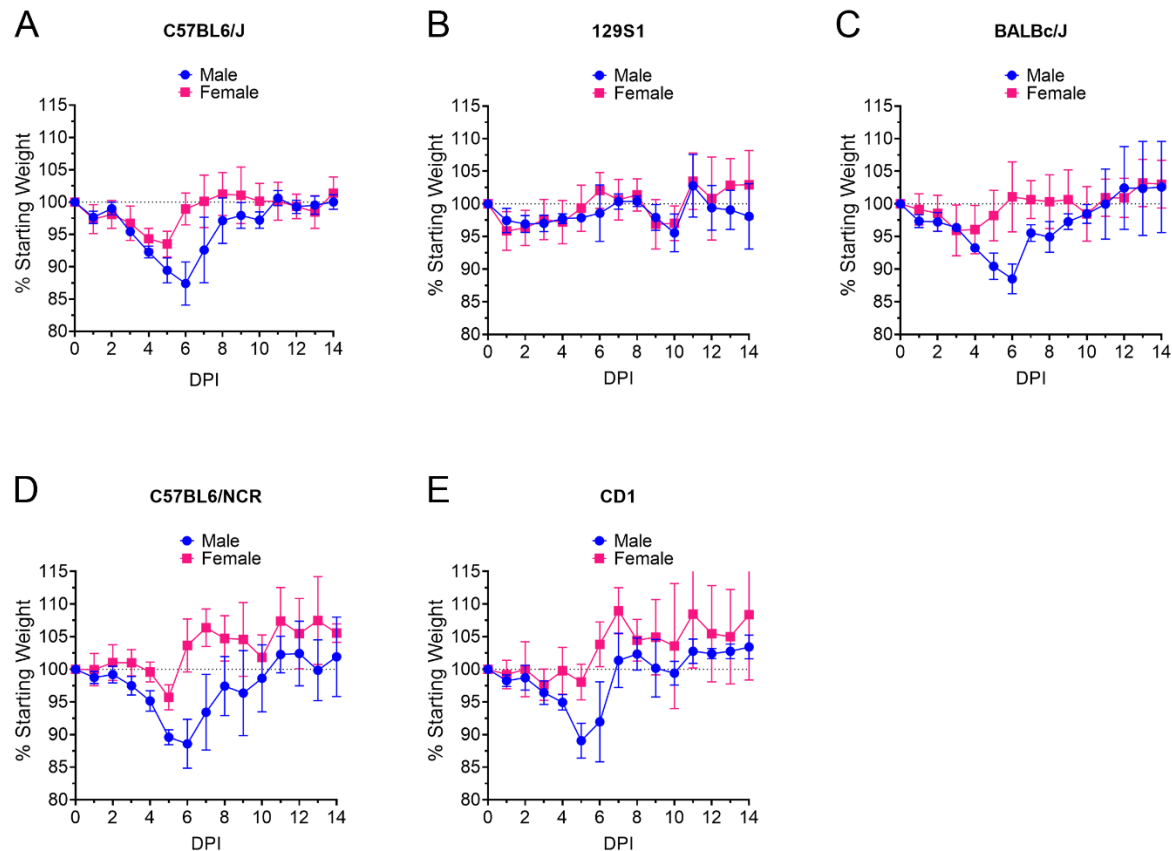 A
C57BL6/J
Male
Female
% Starting Weight
115
110
105
100
95
90
85
80
0 2 4 6 8 10 12 14
DPI
B
129S1
Male
Female
% Starting Weight
115
110
105
100
95
90
85
80
0 2 4 6 8 10 12 14
DPI
C
BALBc/J
Male
Female
% Starting Weight
115
110
105
100
95
90
85
80
0 2 4 6 8 10 12 14
DPI
D
C57BL6/NCR
Male
Female
% Starting Weight
115
110
105
100
95
90
85
80
0 2 4 6 8 10 12 14
DPI
E
CD1
Male
Female
% Starting Weight
115
110
105
100
95
90
85
80
0 2 4 6 8 10 12 14
DPI